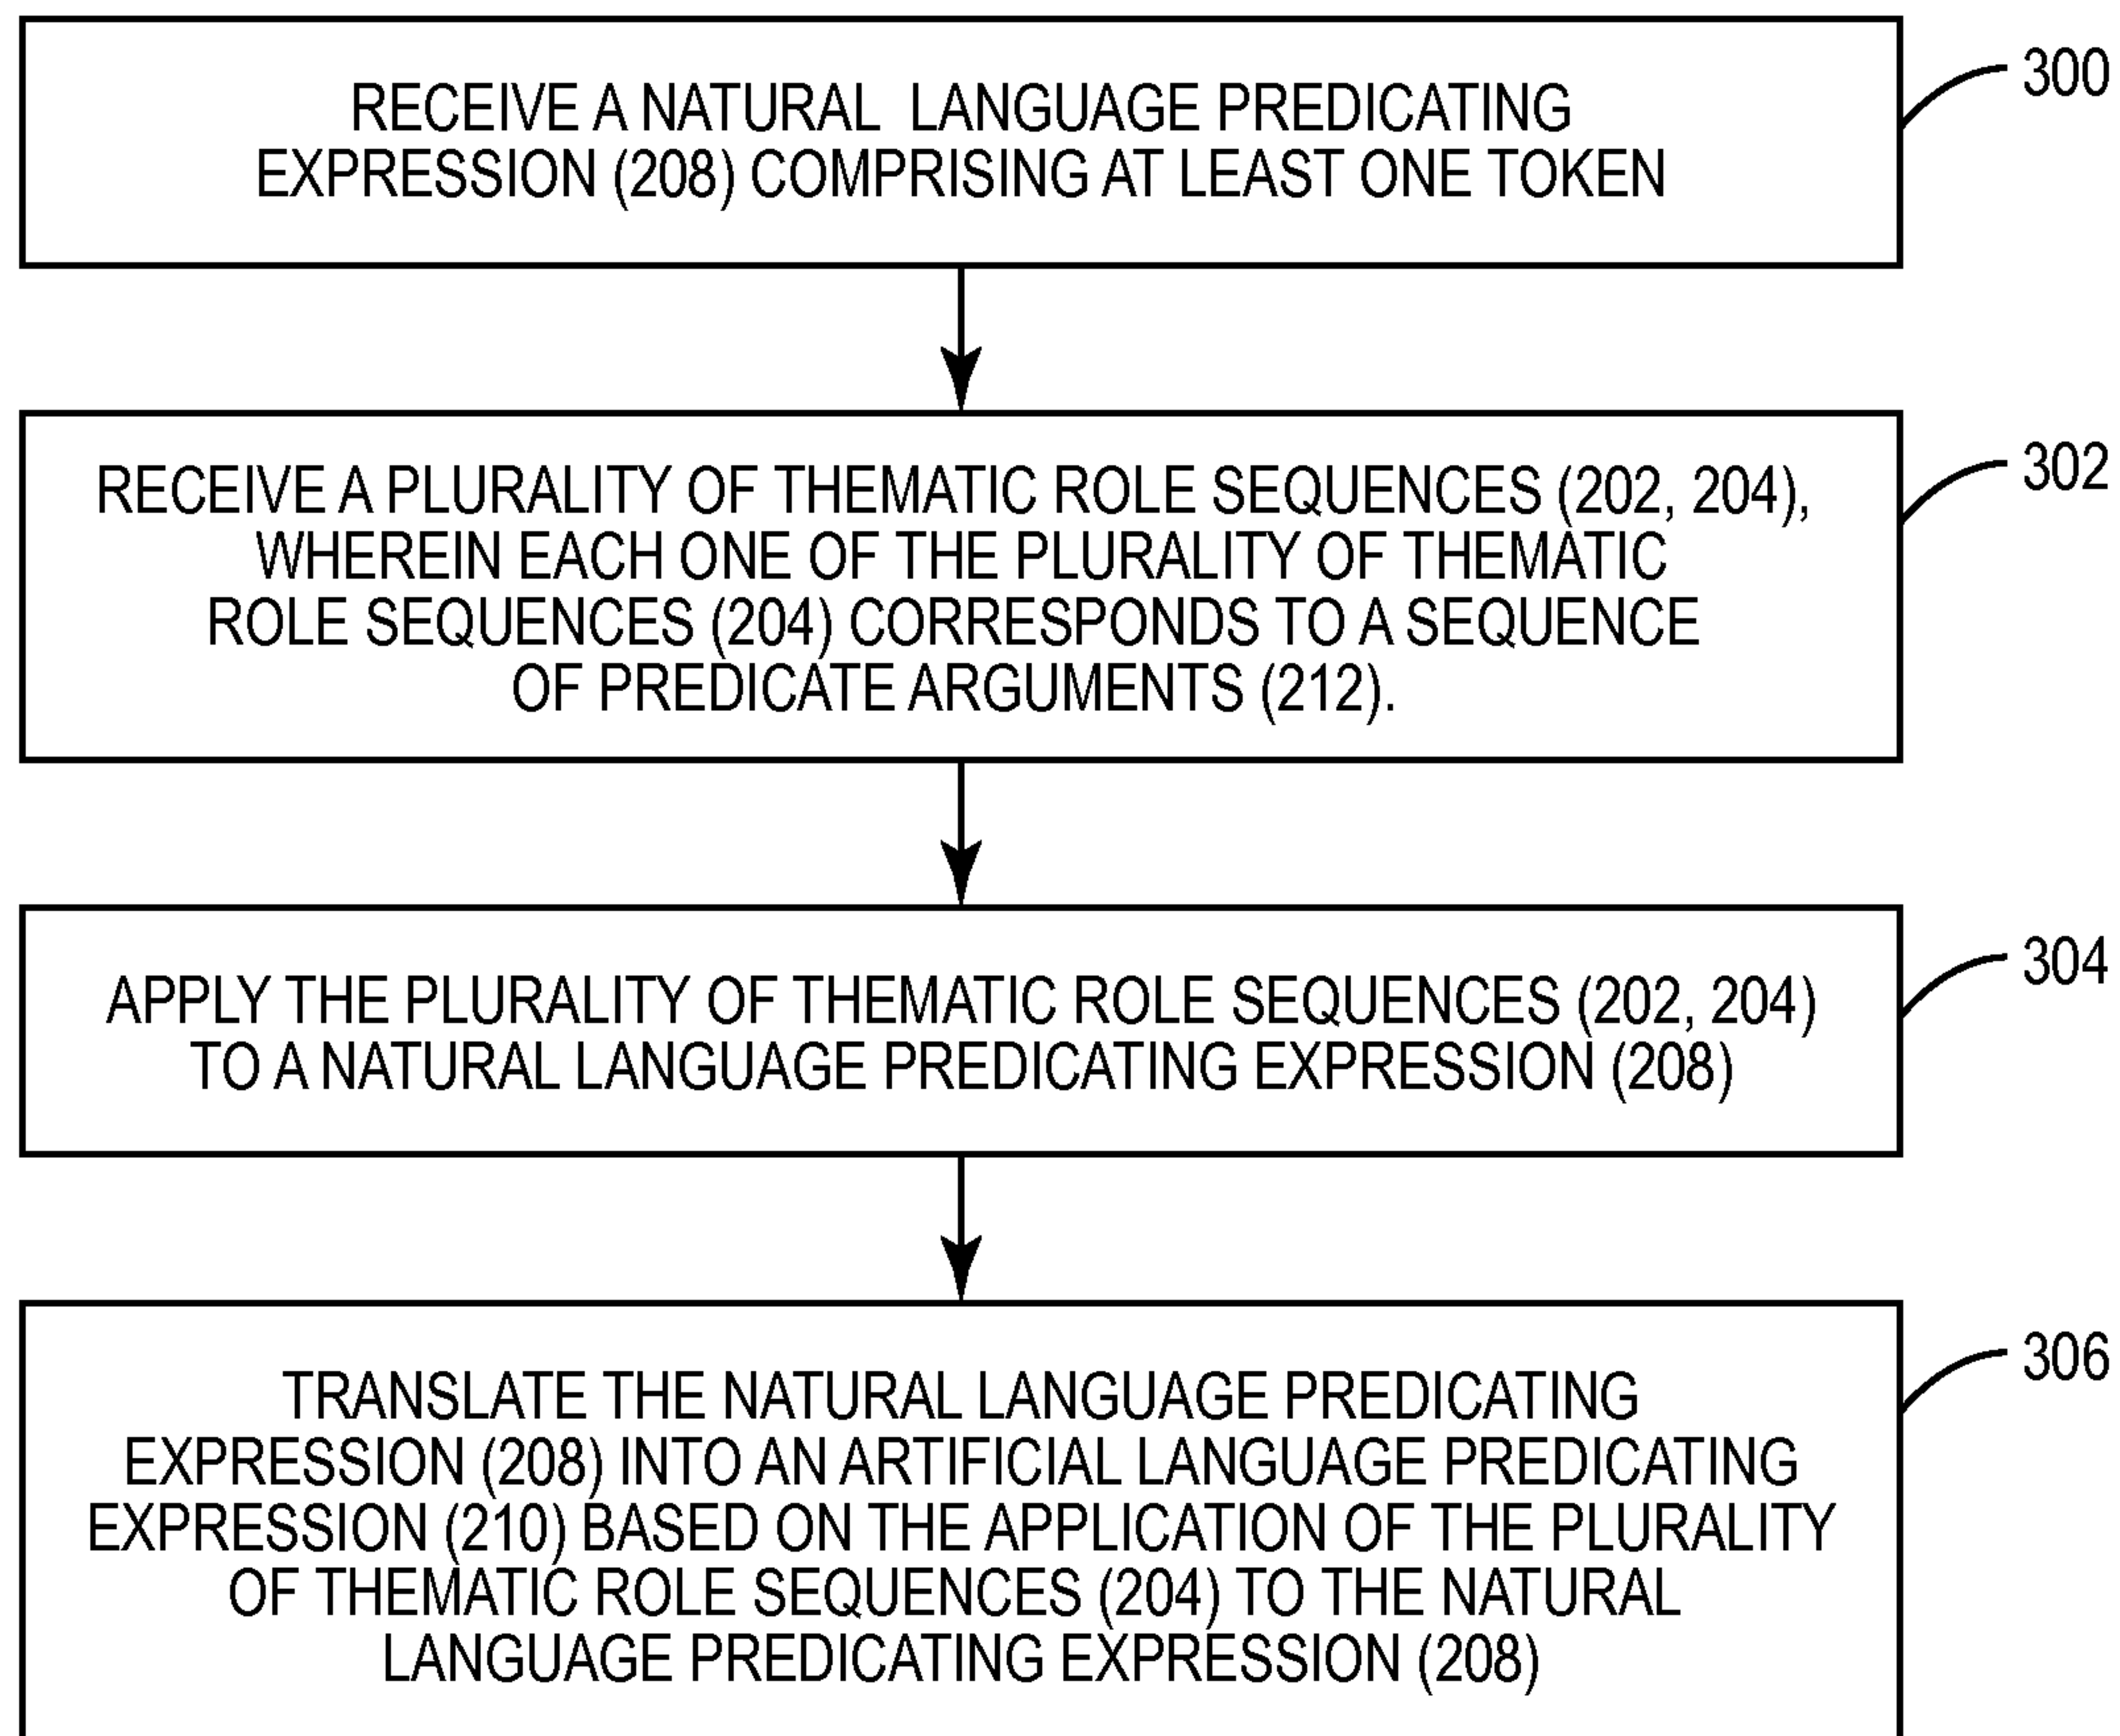 RECEIVE A NATURAL LANGUAGE PREDICATING
EXPRESSION (208) COMPRISING AT LEAST ONE TOKEN
300
RECEIVE A PLURALITY OF THEMATIC ROLE SEQUENCES (202, 204),
WHEREIN EACH ONE OF THE PLURALITY OF THEMATIC
ROLE SEQUENCES (204) CORRESPONDS TO A SEQUENCE
OF PREDICATE ARGUMENTS (212).
302
APPLY THE PLURALITY OF THEMATIC ROLE SEQUENCES (202, 204)
TO A NATURAL LANGUAGE PREDICATING EXPRESSION (208)
304
TRANSLATE THE NATURAL LANGUAGE PREDICATING
EXPRESSION (208) INTO AN ARTIFICIAL LANGUAGE PREDICATING
EXPRESSION (210) BASED ON THE APPLICATION OF THE PLURALITY
OF THEMATIC ROLE SEQUENCES (204) TO THE NATURAL
LANGUAGE PREDICATING EXPRESSION (208)
306